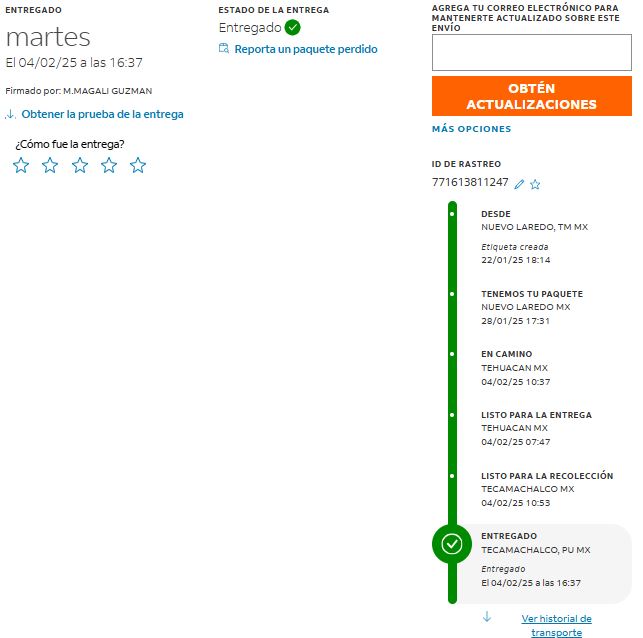 ENTREGADO
martes
El 04/02/25 a las 16:37
Firmado por: M.MAGALI GUZMAN
Obtener la prueba de la entrega
¿Cómo fue la entrega?
ESTADO DE LA ENTREGA
Entregado
Reporta un paquete perdido
AGREGA TU CORREO ELECTRÓNICO PARA
MANTENERTE ACTUALIZADO SOBRE ESTE
ENVÍO
OBTÉN
ACTUALIZACIONES
MÁS OPCIONES
ID DE RASTREO
771613811247
DESDE
NUEVO LAREDO, TM MX
Etiqueta creada
22/01/25 18:14
TENEMOS TU PAQUETE
NUEVO LAREDO MX
28/01/25 17:31
EN CAMINO
TEHUACAN MX
04/02/25 10:37
LISTO PARA LA ENTREGA
TEHUACAN MX
04/02/25 07:47
LISTO PARA LA RECOLECCIÓN
TECAMACHALCO MX
04/02/25 10:53
ENTREGADO
TECAMACHALCO, PU MX
Entregado
El 04/02/25 a las 16:37
Ver historial de
transporte